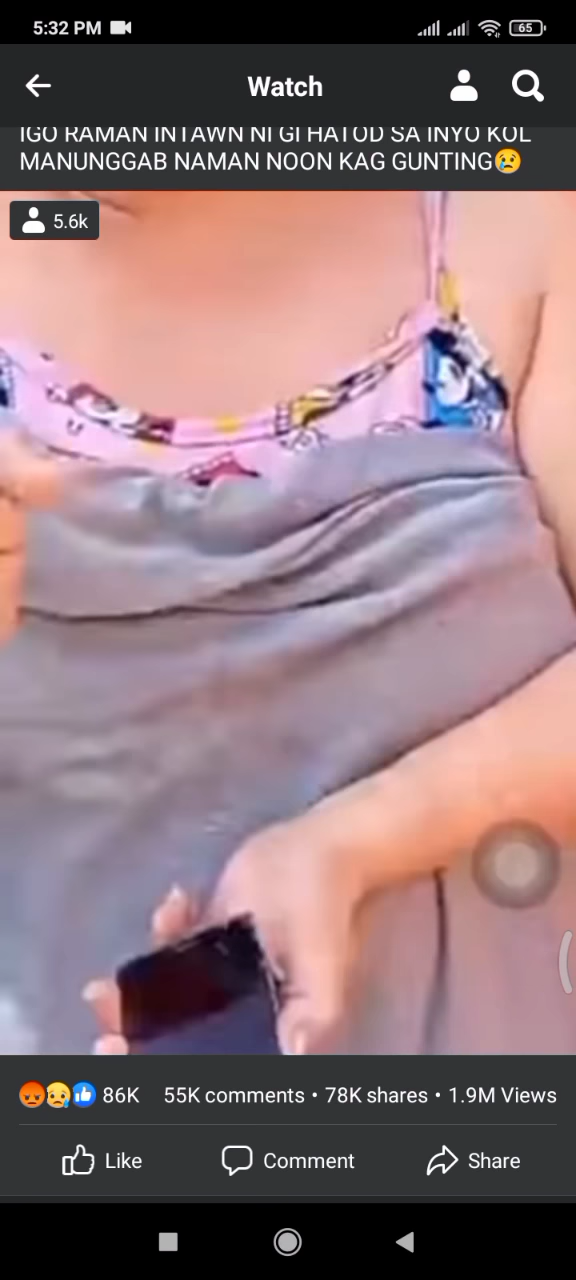 5:32 PM
65
Watch
IGO RAMAN INTAWN NI GI HATOD SA INYO KOL
MANUNGGAB NAMAN NOON KAG GUNTING😢
5.6k
86K 55K comments • 78K shares • 1.9M Views
Like Comment Share